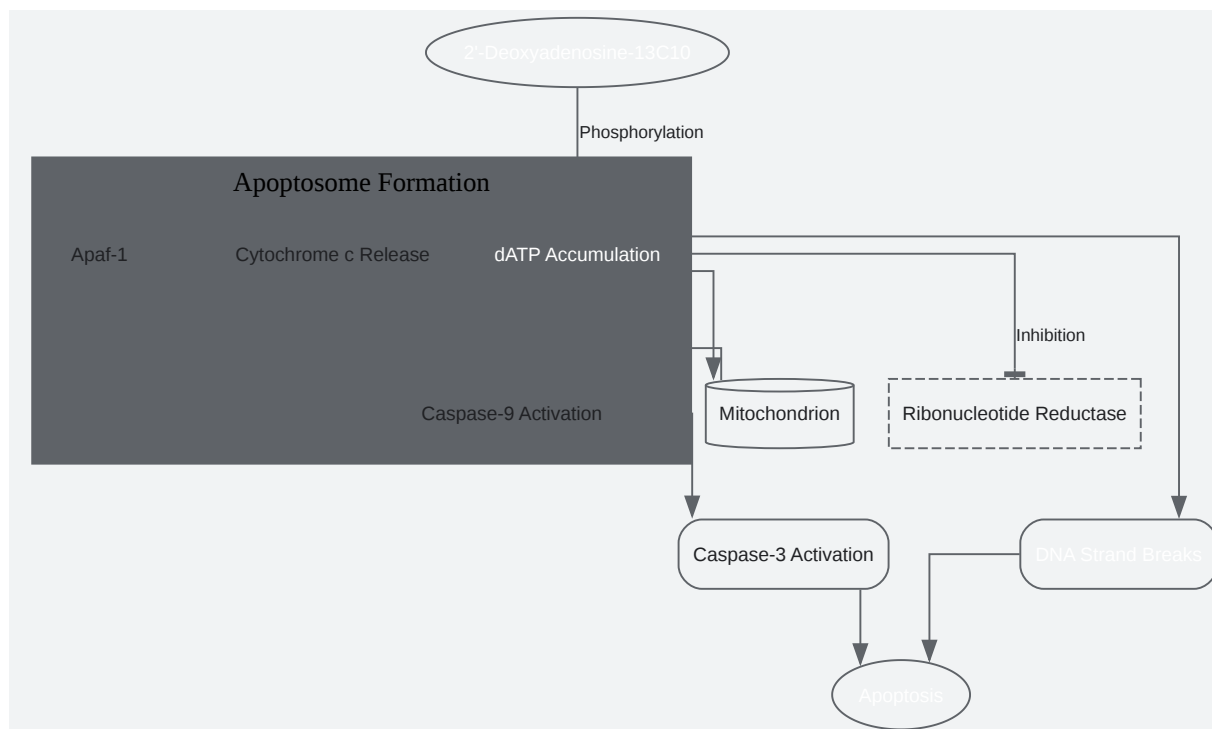 2'-Deoxyadenosine-13C10
Phosphorylation
Apoptosome Formation
Apaf-1
Cytochrome c Release
dATP Accumulation
Inhibition
Caspase-9 Activation
Mitochondrion
Ribonucleotide Reductase
Caspase-3 Activation
DNA Strand Breaks
Apoptosis